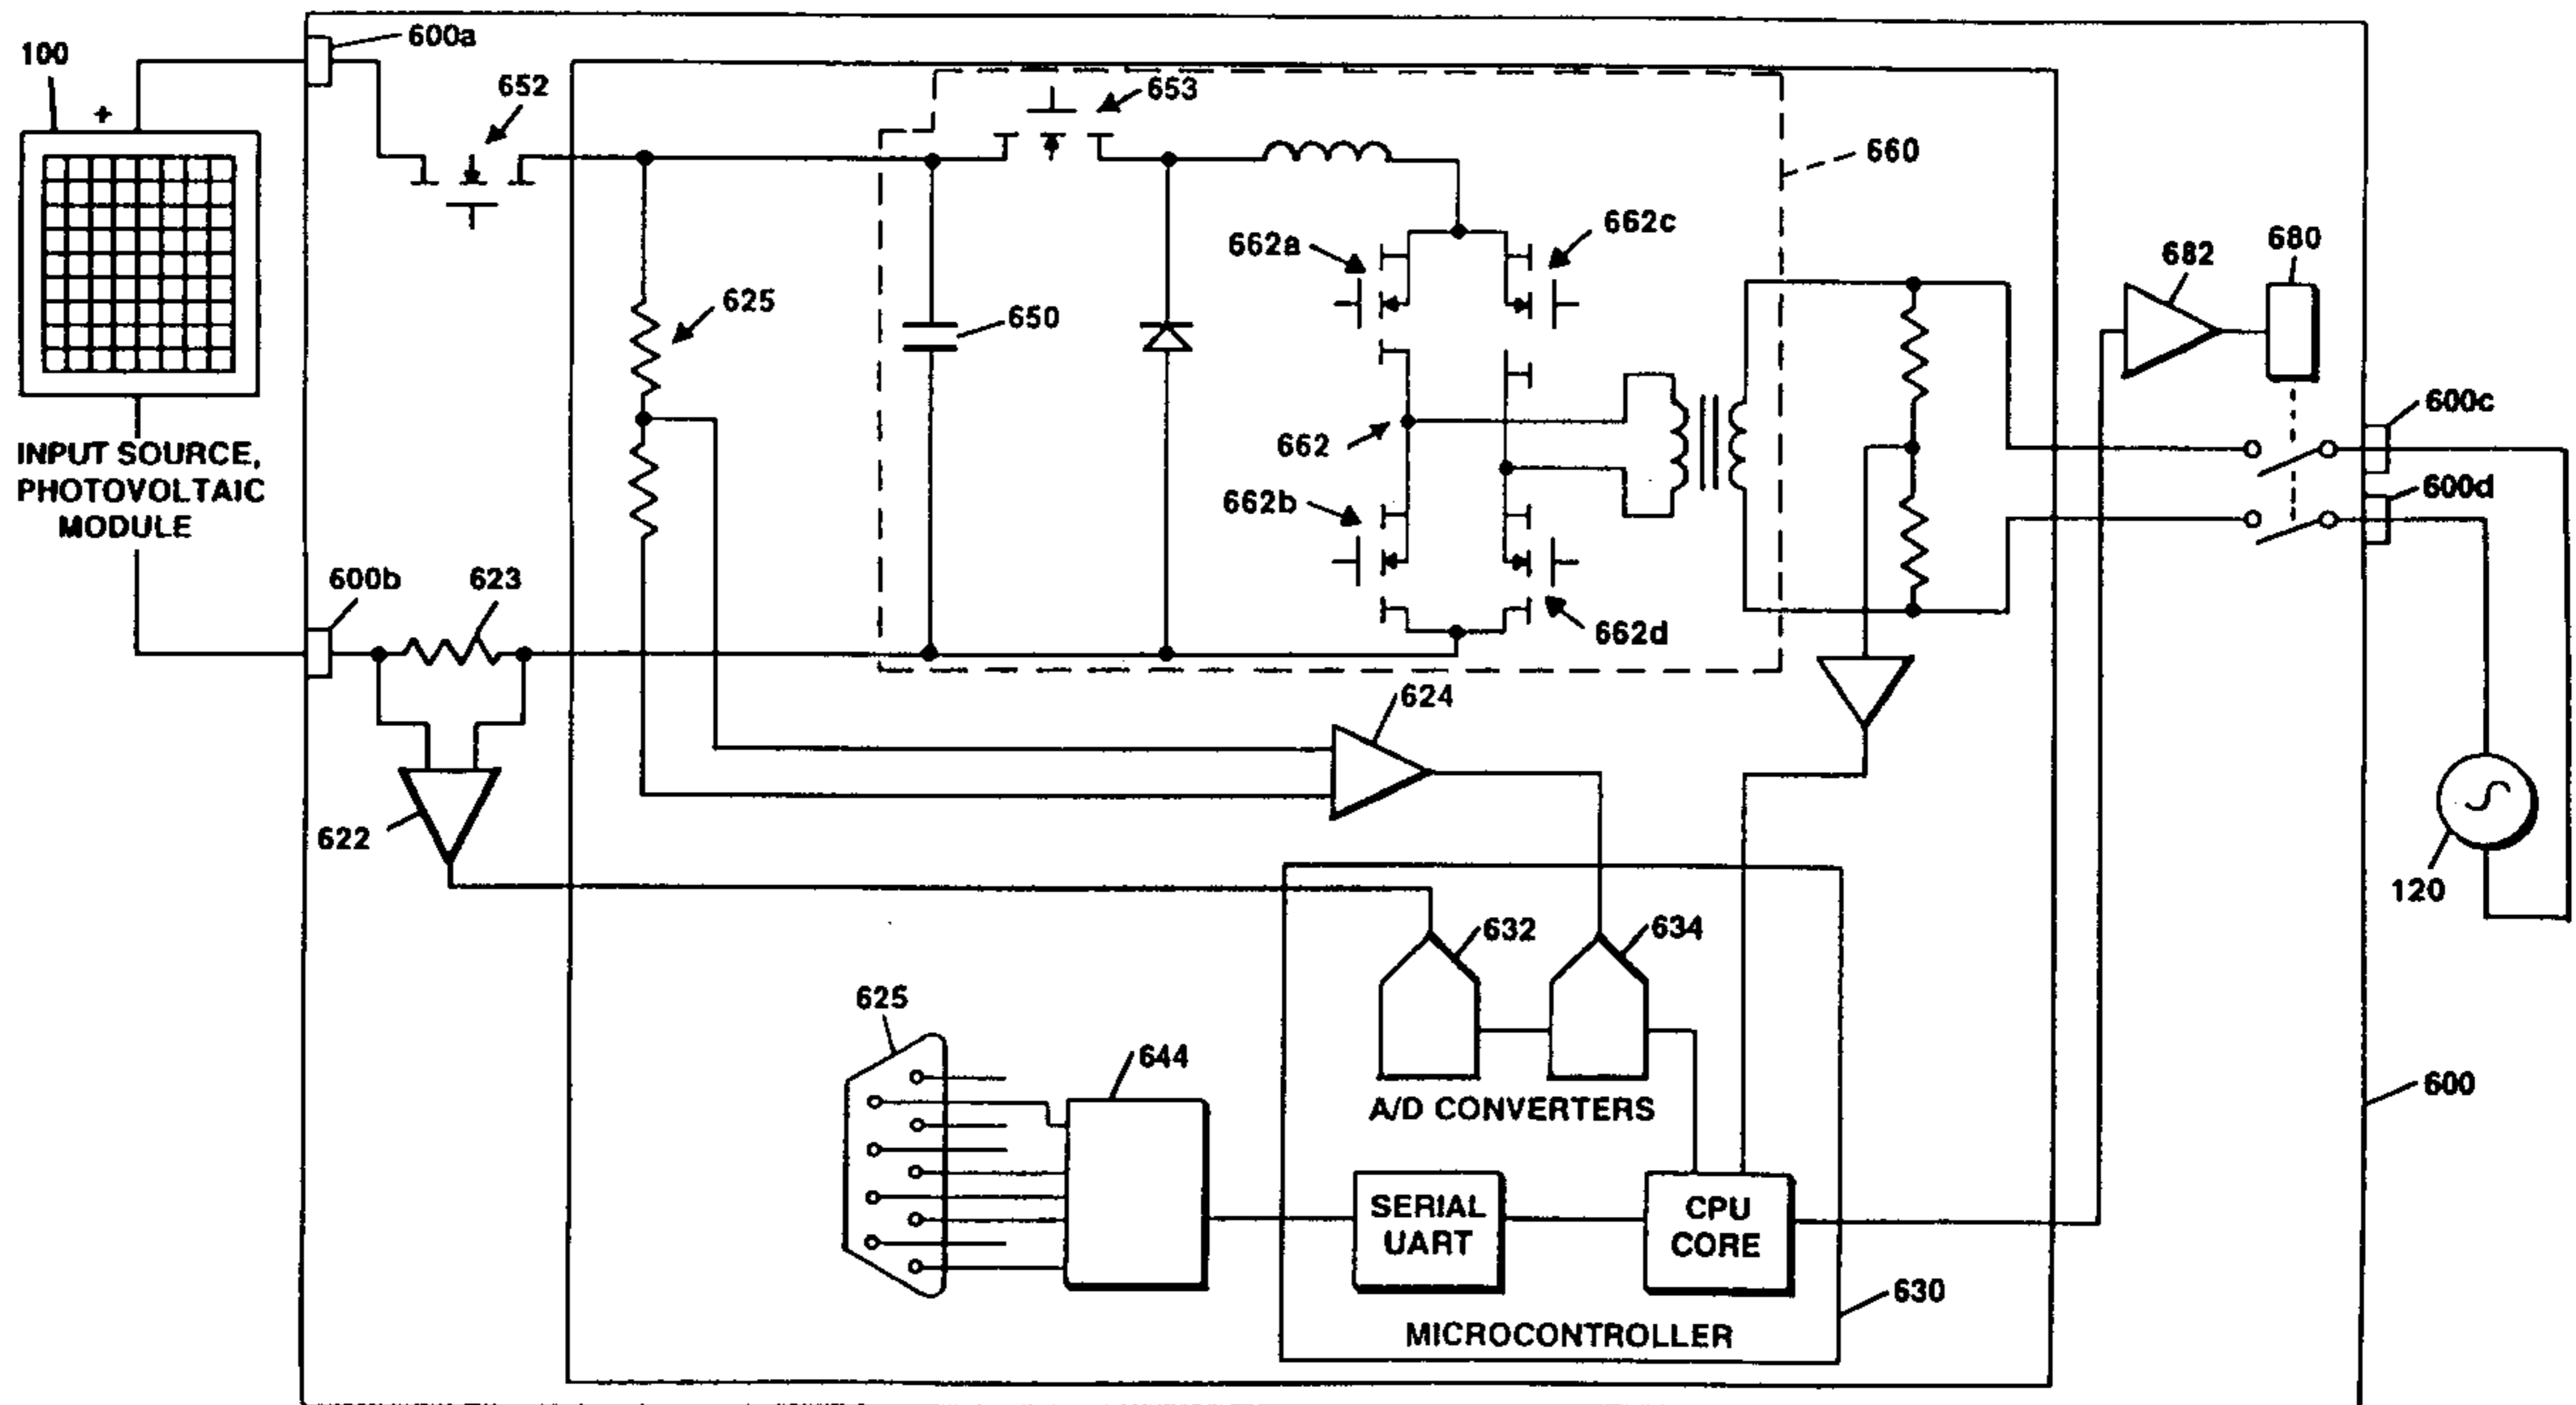 600a
100
+
652
653
660
662a
662c
682
680
625
650
600c
662
INPUT SOURCE,
PHOTOVOLTAIC
MODULE
600d
662b
600b
623
662d
624
622
120
632
634
625
644
A/D CONVERTERS
600
SERIAL
UART
CPU
CORE
630
MICROCONTROLLER